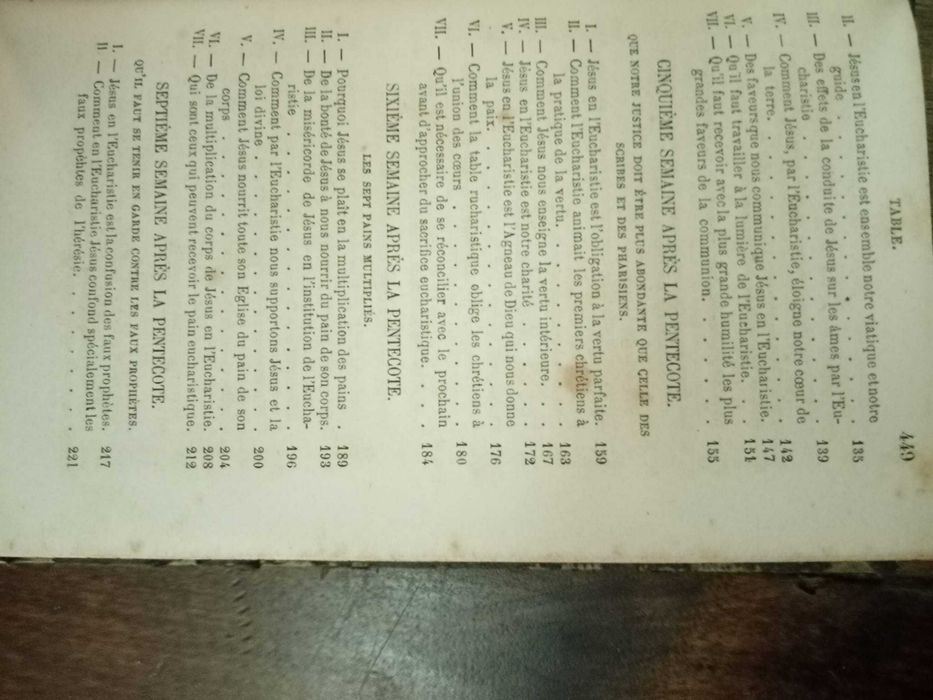 TABLE. 449
II. — Jésus en l'Eucharistie est ensemble notre viatique et notre
guide . . . . . . . . . 135
III. — Des effets de la conduite de Jésus sur les âmes par l'Eu-
charistie . . . . . . . . 139
IV. — Comment Jésus, par l'Eucharistie, éloigne notre cœur de
la terre. . . . . . . . . 142
V. — Des faveurs que nous communique Jésus en l'Eucharistie. 147
VI. — Qu'il faut travailler à la lumière de l'Eucharistie. . 151
VII. — Qu'il faut recevoir avec la plus grande humilité les plus
grandes faveurs de la communion. . . . . 155
CINQUIÈME SEMAINE APRÈS LA PENTECOTE.
QUE NOTRE JUSTICE DOIT ÊTRE PLUS ABONDANTE QUE CELLE DES
SCRIBES ET DES PHARISIENS.
I. — Jésus en l'Eucharistie est l'obligation à la vertu parfaite. 159
II. — Comment l'Eucharistie animait les premiers chrétiens à
la pratique de la vertu. . . . . . . 163
III. — Comment Jésus nous enseigne la vertu intérieure. . 167
IV. — Jésus en l'Eucharistie est notre charité . . . . 172
V. — Jésus en l'Eucharistie est l'Agneau de Dieu qui nous donne
la paix. . . . . . . . . 176
VI. — Comment la table eucharistique oblige les chrétiens à
l'union des cœurs . . . . . . . 180
VII. — Qu'il est nécessaire de se réconcilier avec le prochain
avant d'approcher du sacrifice eucharistique. . . 184
SIXIÈME SEMAINE APRÈS LA PENTECOTE.
LES SEPT PAINS MULTIPLIÉS.
I. — Pourquoi Jésus se plaît en la multiplication des pains . 189
II. — De la bonté de Jésus à nous nourrir du pain de son corps. 193
III. — De la miséricorde de Jésus en l'institution de l'Eucha-
ristie . . . . . . . . . 196
IV. — Comment par l'Eucharistie nous supportons Jésus et la
loi divine . . . . . . . . 200
V. — Comment Jésus nourrit toute son Eglise du pain de son
corps . . . . . . . . . 204
VI. — De la multiplication du corps de Jésus en l'Eucharistie. 208
VII. — Qui sont ceux qui peuvent recevoir le pain eucharistique. 212
SEPTIÈME SEMAINE APRÈS LA PENTECOTE.
QU'IL FAUT SE TENIR EN GARDE CONTRE LES FAUX PROPHÈTES.
I. — Jésus en l'Eucharistie est la confusion des faux prophètes. 217
II — Comment en l'Eucharistie Jésus confond spécialement les
faux prophètes de l'hérésie. . . . . . 221